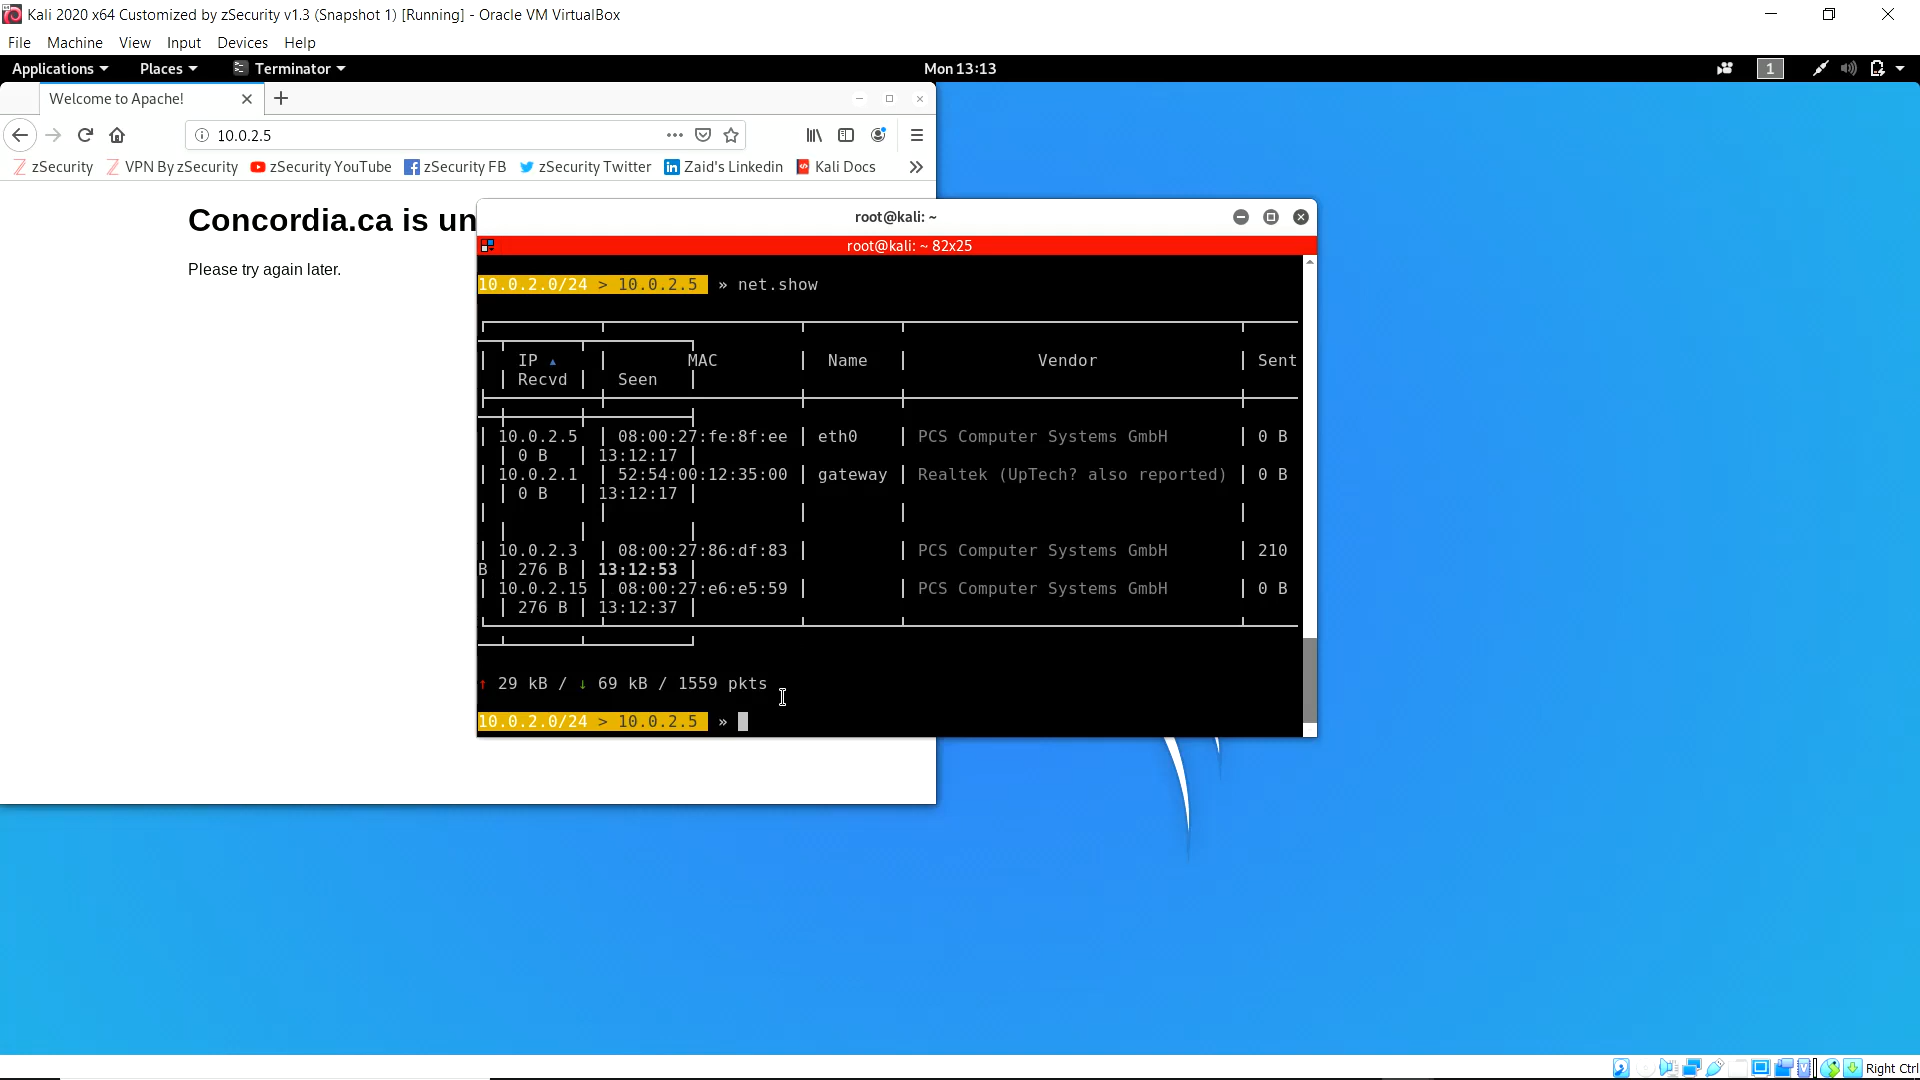 Kali 2020 x64 Customized by zSecurity v1.3 (Snapshot 1) [Running] - Oracle VM VirtualBox
File Machine View Input Devices Help
Applications Places Terminator Mon 13:13 1
Welcome to Apache!
10.0.2.5
zSecurity VPN By zSecurity zSecurity YouTube zSecurity FB zSecurity Twitter Zaid's Linkedin Kali Docs
Concordia.ca is un
Please try again later.
root@kali: ~
root@kali: ~ 82x25
10.0.2.0/24 > 10.0.2.5 » net.show
IP ▲ | MAC | Name | Vendor | Sent
| Recvd | Seen |
| 10.0.2.5 | 08:00:27:fe:8f:ee | eth0 | PCS Computer Systems GmbH | 0 B
| 0 B | 13:12:17 |
| 10.0.2.1 | 52:54:00:12:35:00 | gateway | Realtek (UpTech? also reported) | 0 B
| 0 B | 13:12:17 |
| 10.0.2.3 | 08:00:27:86:df:83 | | PCS Computer Systems GmbH | 210
B | 276 B | 13:12:53 |
| 10.0.2.15 | 08:00:27:e6:e5:59 | | PCS Computer Systems GmbH | 0 B
| 276 B | 13:12:37 |
↑ 29 kB / ↓ 69 kB / 1559 pkts
10.0.2.0/24 > 10.0.2.5 »
Right Ctrl